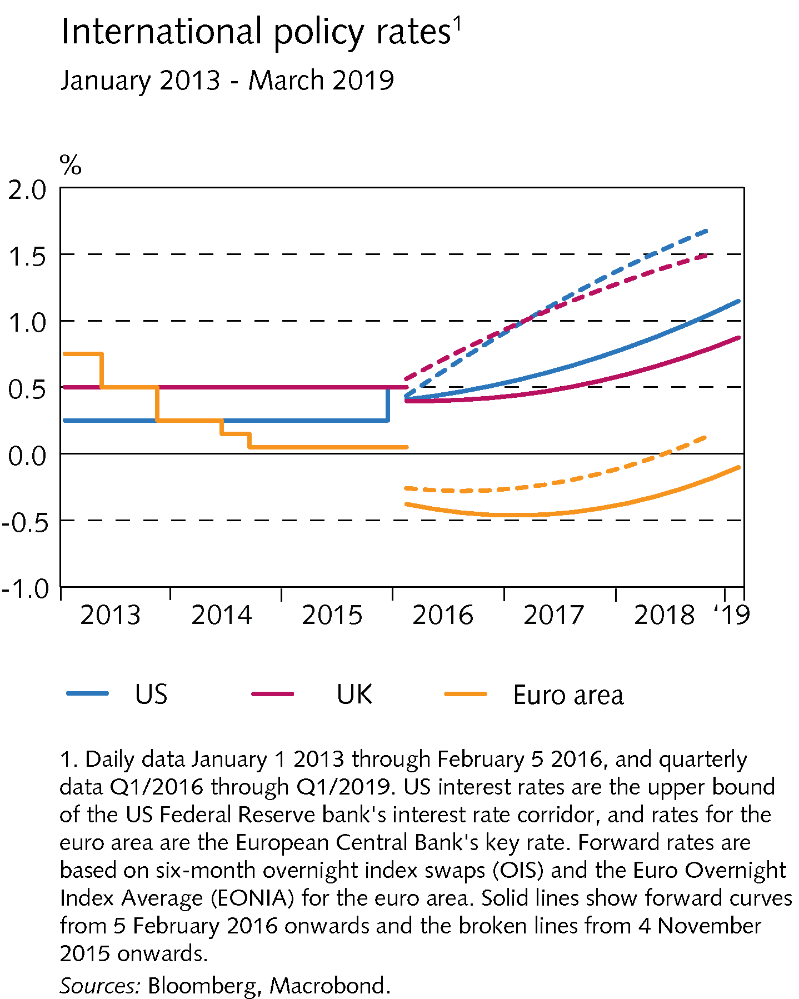 International policy rates¹
January 2013 - March 2019
%
2.0
1.5
1.0
0.5
0.0
-0.5
-1.0
2013 2014 2015 2016 2017 2018 ‘19
US UK Euro area
1. Daily data January 1 2013 through February 5 2016, and quarterly
data Q1/2016 through Q1/2019. US interest rates are the upper bound
of the US Federal Reserve bank's interest rate corridor, and rates for the
euro area are the European Central Bank's key rate. Forward rates are
based on six-month overnight index swaps (OIS) and the Euro Overnight
Index Average (EONIA) for the euro area. Solid lines show forward curves
from 5 February 2016 onwards and the broken lines from 4 November
2015 onwards.
Sources: Bloomberg, Macrobond.